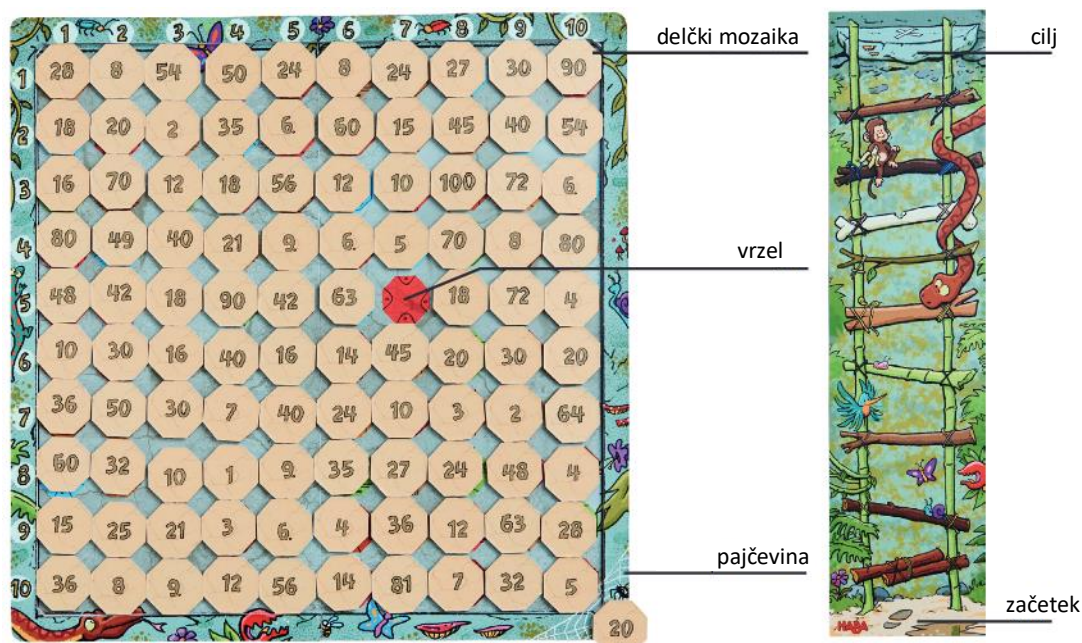 1 2 3 4 5 6 7 8 9 10
1 28 8 54 50 24 8 24 27 30 90
2 18 20 2 35 6 60 15 45 40 54
3 16 70 12 18 56 12 10 100 72 6
4 80 49 40 21 9 6 5 70 8 80
5 48 42 18 90 42 63 18 72 4
6 10 30 16 40 16 14 45 20 30 20
7 36 50 30 7 40 24 10 3 2 64
8 60 32 10 1 9 35 27 24 48 4
9 15 25 21 3 6 4 36 12 63 28
10 36 8 9 12 56 14 81 7 32 5
20
delčki mozaika
vrzel
pajčevina
cilj
začetek
HABA